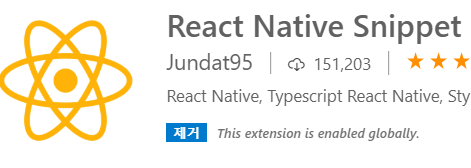 React Native Snippet
Jundat95 151,203
React Native, Typescript React Native, Sty
제거 This extension is enabled globally.